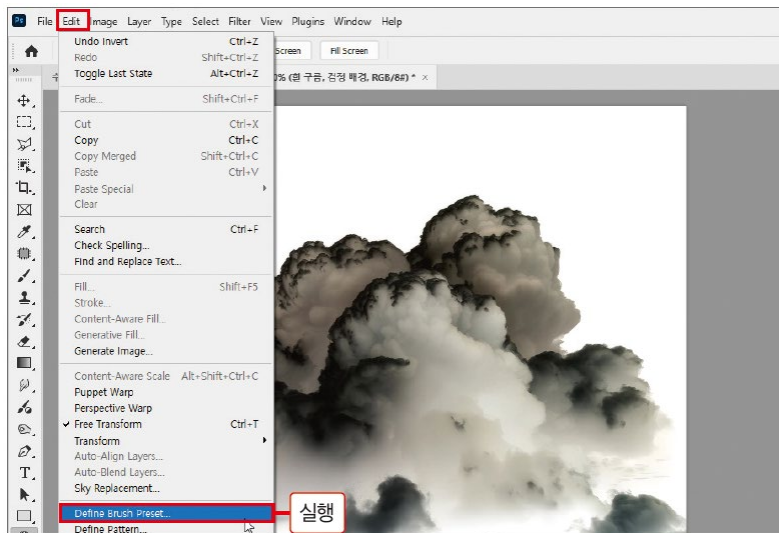 Ps File Edit Image Layer Type Select Filter View Plugins Window Help
Screen Fill Screen
0% (흰 구름, 검정 배경, RGB/8#) * ×
Undo Invert Ctrl+Z
Redo Shift+Ctrl+Z
Toggle Last State Alt+Ctrl+Z
Fade... Shift+Ctrl+F
Cut Ctrl+X
Copy Ctrl+C
Copy Merged Shift+Ctrl+C
Paste Ctrl+V
Paste Special
Clear
Search Ctrl+F
Check Spelling...
Find and Replace Text...
Fill... Shift+F5
Stroke...
Content-Aware Fill...
Generative Fill...
Generate Image...
Content-Aware Scale Alt+Shift+Ctrl+C
Puppet Warp
Perspective Warp
Free Transform Ctrl+T
Transform
Auto-Align Layers...
Auto-Blend Layers...
Sky Replacement...
Define Brush Preset...
실행
Define Pattern...